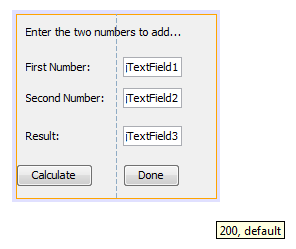 Enter the two numbers to add...
First Number: jTextField1
Second Number: jTextField2
Result: jTextField3
Calculate Done
200, default